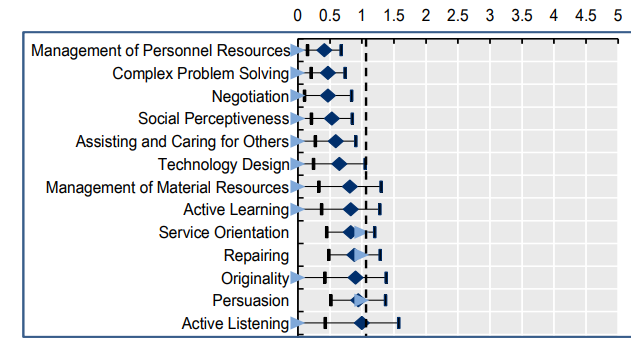 0 0.5 1 1.5 2 2.5 3 3.5 4 4.5 5
Management of Personnel Resources
Complex Problem Solving
Negotiation
Social Perceptiveness
Assisting and Caring for Others
Technology Design
Management of Material Resources
Active Learning
Service Orientation
Repairing
Originality
Persuasion
Active Listening